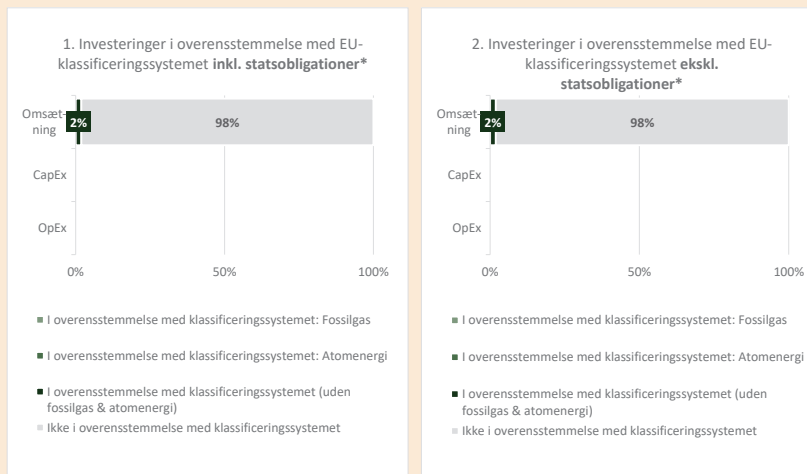 1. Investeringer i overensstemmelse med EU-
klassificeringssystemet inkl. statsobligationer*
Omsæt-
ning
2%
98%
CapEx
OpEx
0%
50%
100%
I overensstemmelse med klassificeringssystemet: Fossilgas
I overensstemmelse med klassificeringssystemet: Atomenergi
I overensstemmelse med klassificeringssystemet (uden
fossilgas & atomenergi)
Ikke i overensstemmelse med klassificeringssystemet
2. Investeringer i overensstemmelse med EU-
klassificeringssystemet ekskl.
statsobligationer*
Omsæt-
ning
2%
98%
CapEx
OpEx
0%
50%
100%
I overensstemmelse med klassificeringssystemet: Fossilgas
I overensstemmelse med klassificeringssystemet: Atomenergi
I overensstemmelse med klassificeringssystemet (uden
fossilgas & atomenergi)
Ikke i overensstemmelse med klassificeringssystemet